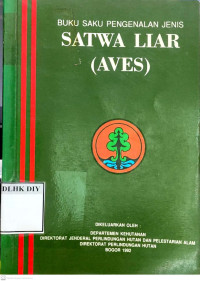 BUKU SAKU PENGENALAN JENIS
SATWA LIAR
(AVES)
DLHK DIY
DIKELUARKAN OLEH
DEPARTEMEN KEHUTANAN
DIREKTORAT JENDERAL PERLINDUNGAN HUTAN DAN PELESTARIAN ALAM
DIREKTORAT PERLINDUNGAN HUTAN
BOGOR 1993